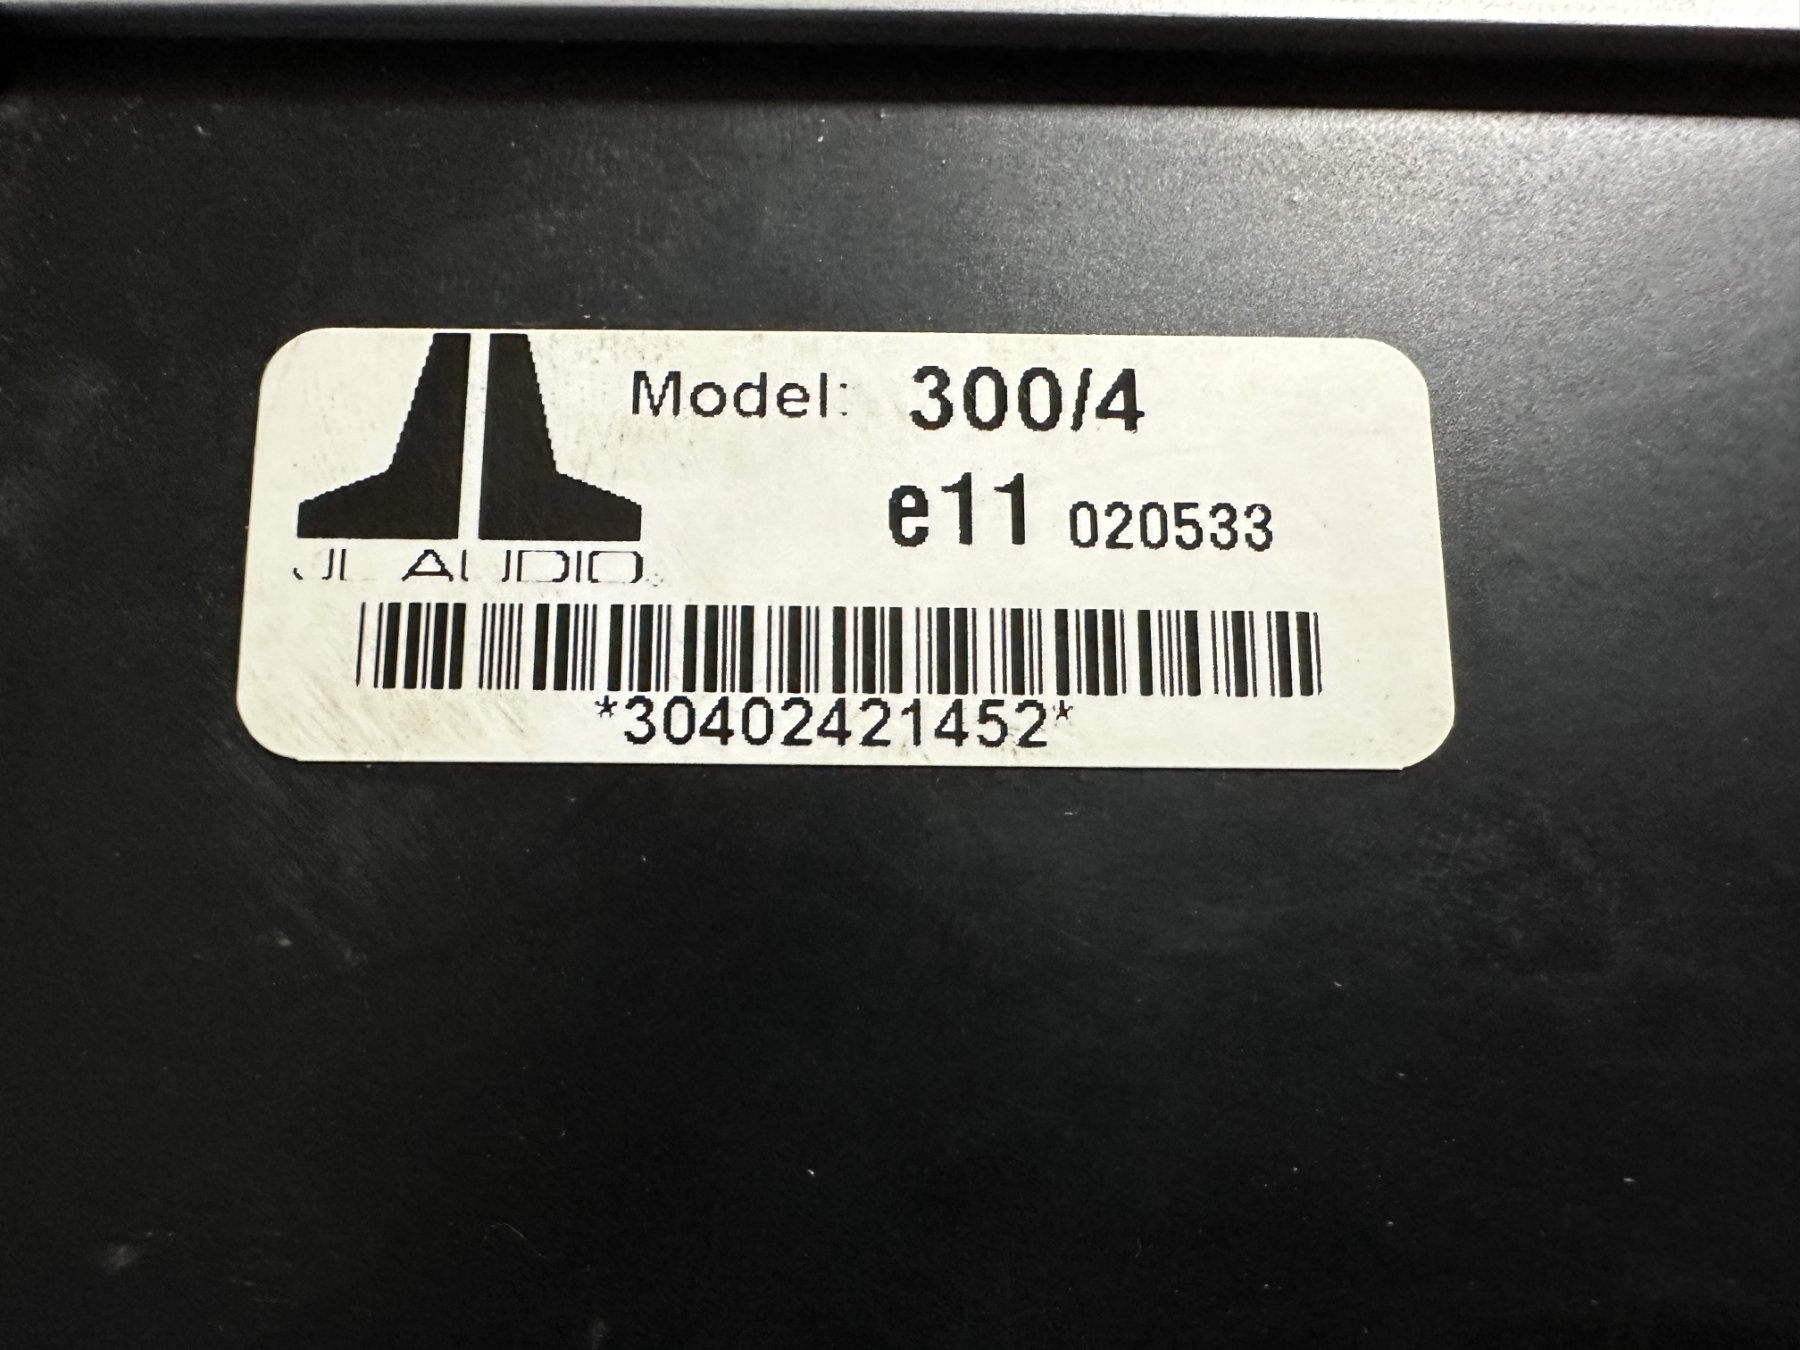 Model: 300/4
e11 020533
JL AUDIO
*30402421452*